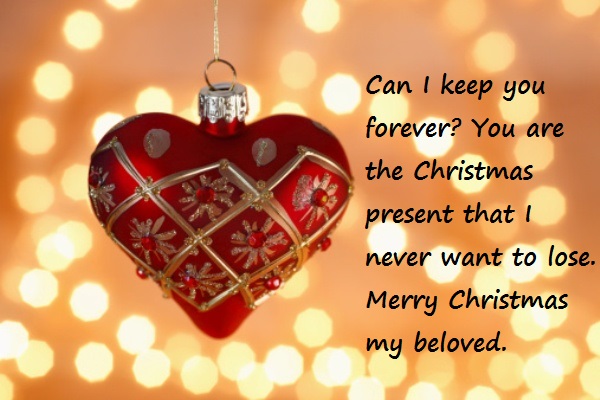 Can I keep you
forever? You are
the Christmas
present that I
never want to lose.
Merry Christmas
my beloved.